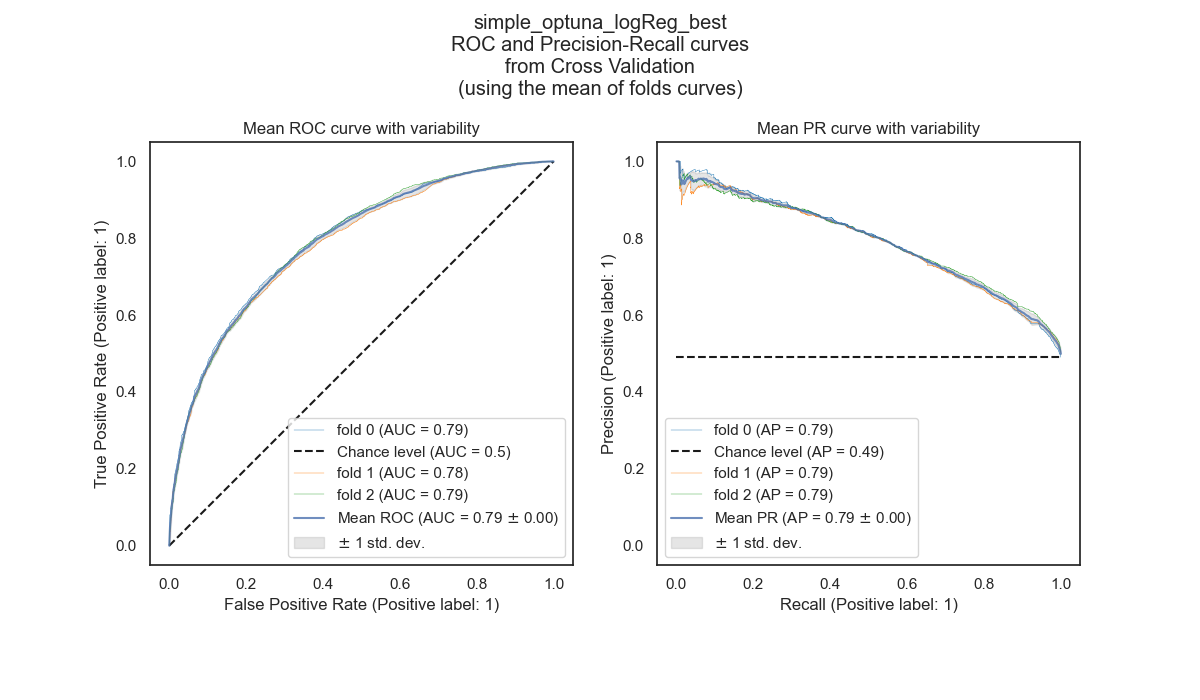 simple_optuna_logReg_best
ROC and Precision-Recall curves
from Cross Validation
(using the mean of folds curves)
Mean ROC curve with variability
True Positive Rate (Positive label: 1)
1.0
0.8
0.6
0.4
0.2
0.0
fold 0 (AUC = 0.79)
Chance level (AUC = 0.5)
fold 1 (AUC = 0.78)
fold 2 (AUC = 0.79)
Mean ROC (AUC = 0.79 ± 0.00)
± 1 std. dev.
0.0 0.2 0.4 0.6 0.8 1.0
False Positive Rate (Positive label: 1)
Mean PR curve with variability
Precision (Positive label: 1)
1.0
0.8
0.6
0.4
0.2
0.0
fold 0 (AP = 0.79)
Chance level (AP = 0.49)
fold 1 (AP = 0.79)
fold 2 (AP = 0.79)
Mean PR (AP = 0.79 ± 0.00)
± 1 std. dev.
0.0 0.2 0.4 0.6 0.8 1.0
Recall (Positive label: 1)